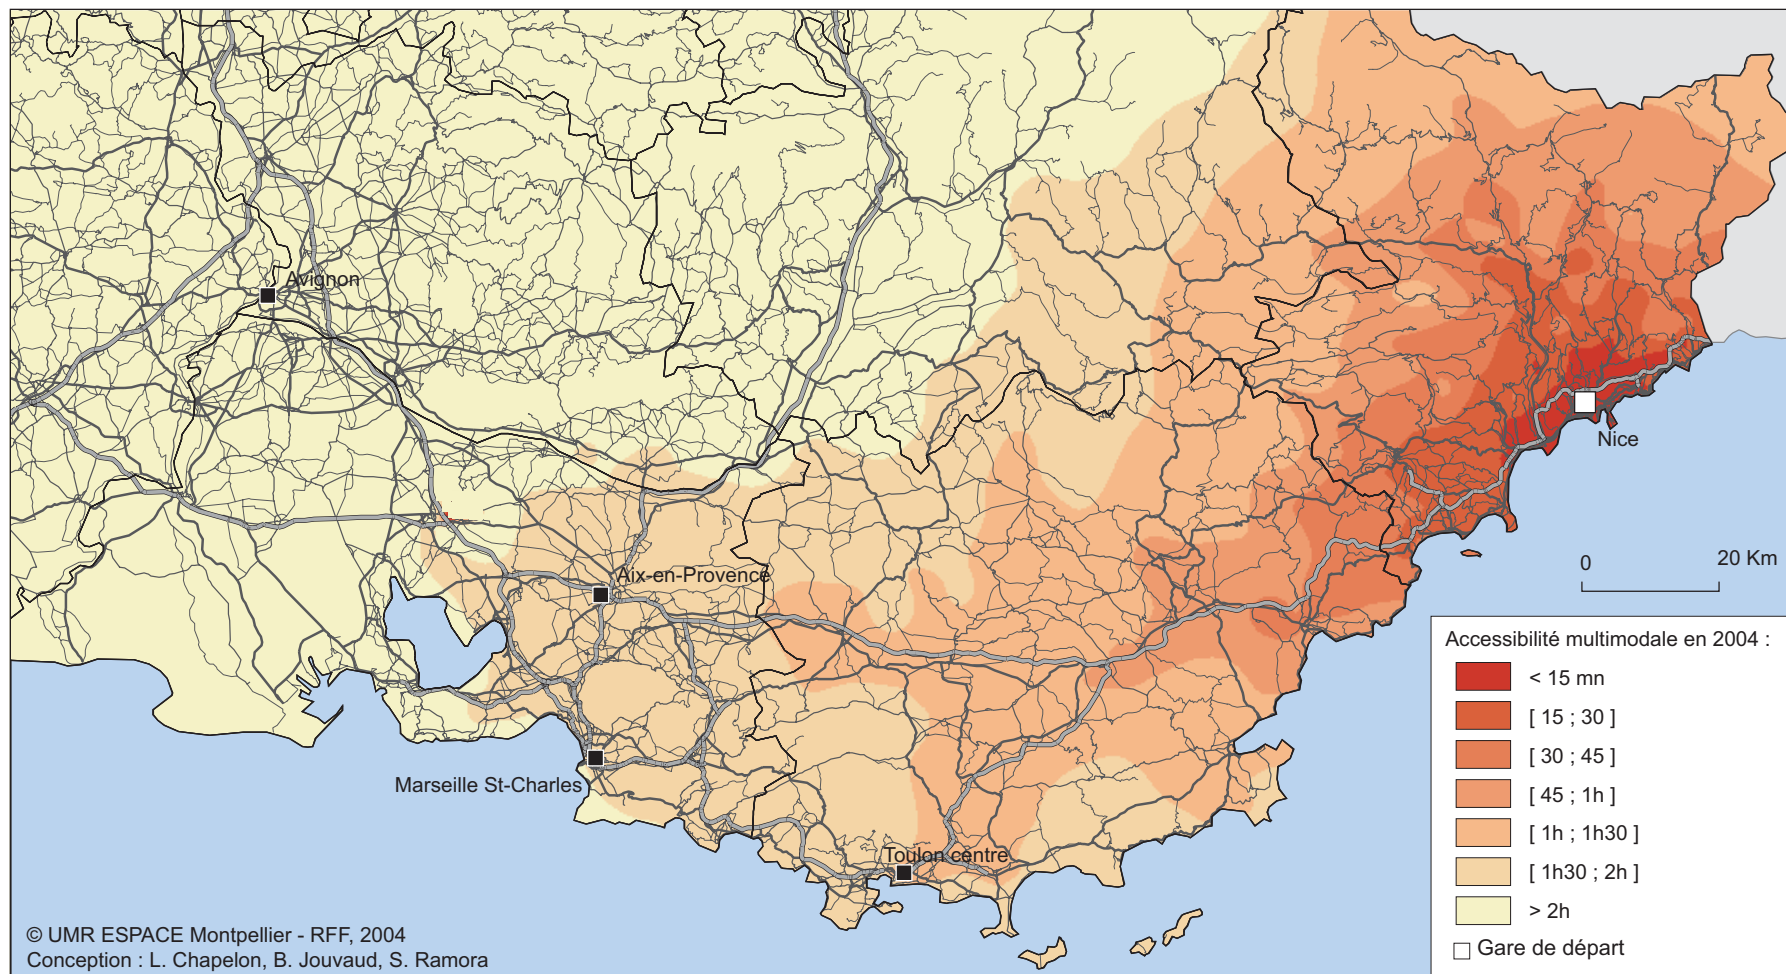 Avignon
Nice
Aix-en-Provence
Marseille St-Charles
Toulon centre
0 20 Km
Accessibilité multimodale en 2004 :
< 15 mn
[ 15 ; 30 ]
[ 30 ; 45 ]
[ 45 ; 1h ]
[ 1h ; 1h30 ]
[ 1h30 ; 2h ]
> 2h
Gare de départ
© UMR ESPACE Montpellier - RFF, 2004
Conception : L. Chapelon, B. Jouvaud, S. Ramora